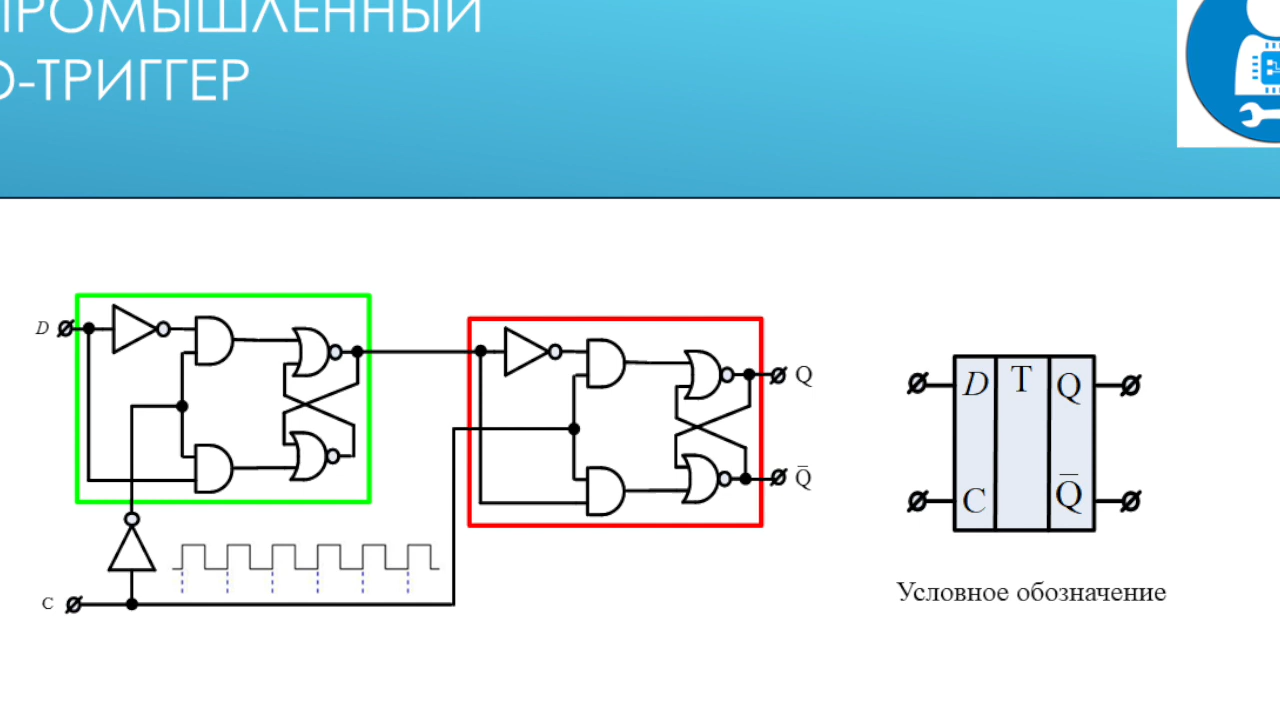 ПРОМЫШЛЕННЫЙ
D-ТРИГГЕР
D
Q
Q̅
C
D T Q
C Q̅
Условное обозначение